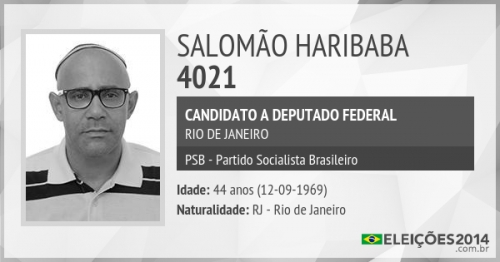 SALOMÃO HARIBABA
4021
CANDIDATO A DEPUTADO FEDERAL
RIO DE JANEIRO
PSB - Partido Socialista Brasileiro
Idade: 44 anos (12-09-1969)
Naturalidade: RJ - Rio de Janeiro
ELEIÇÕES2014
.com.br